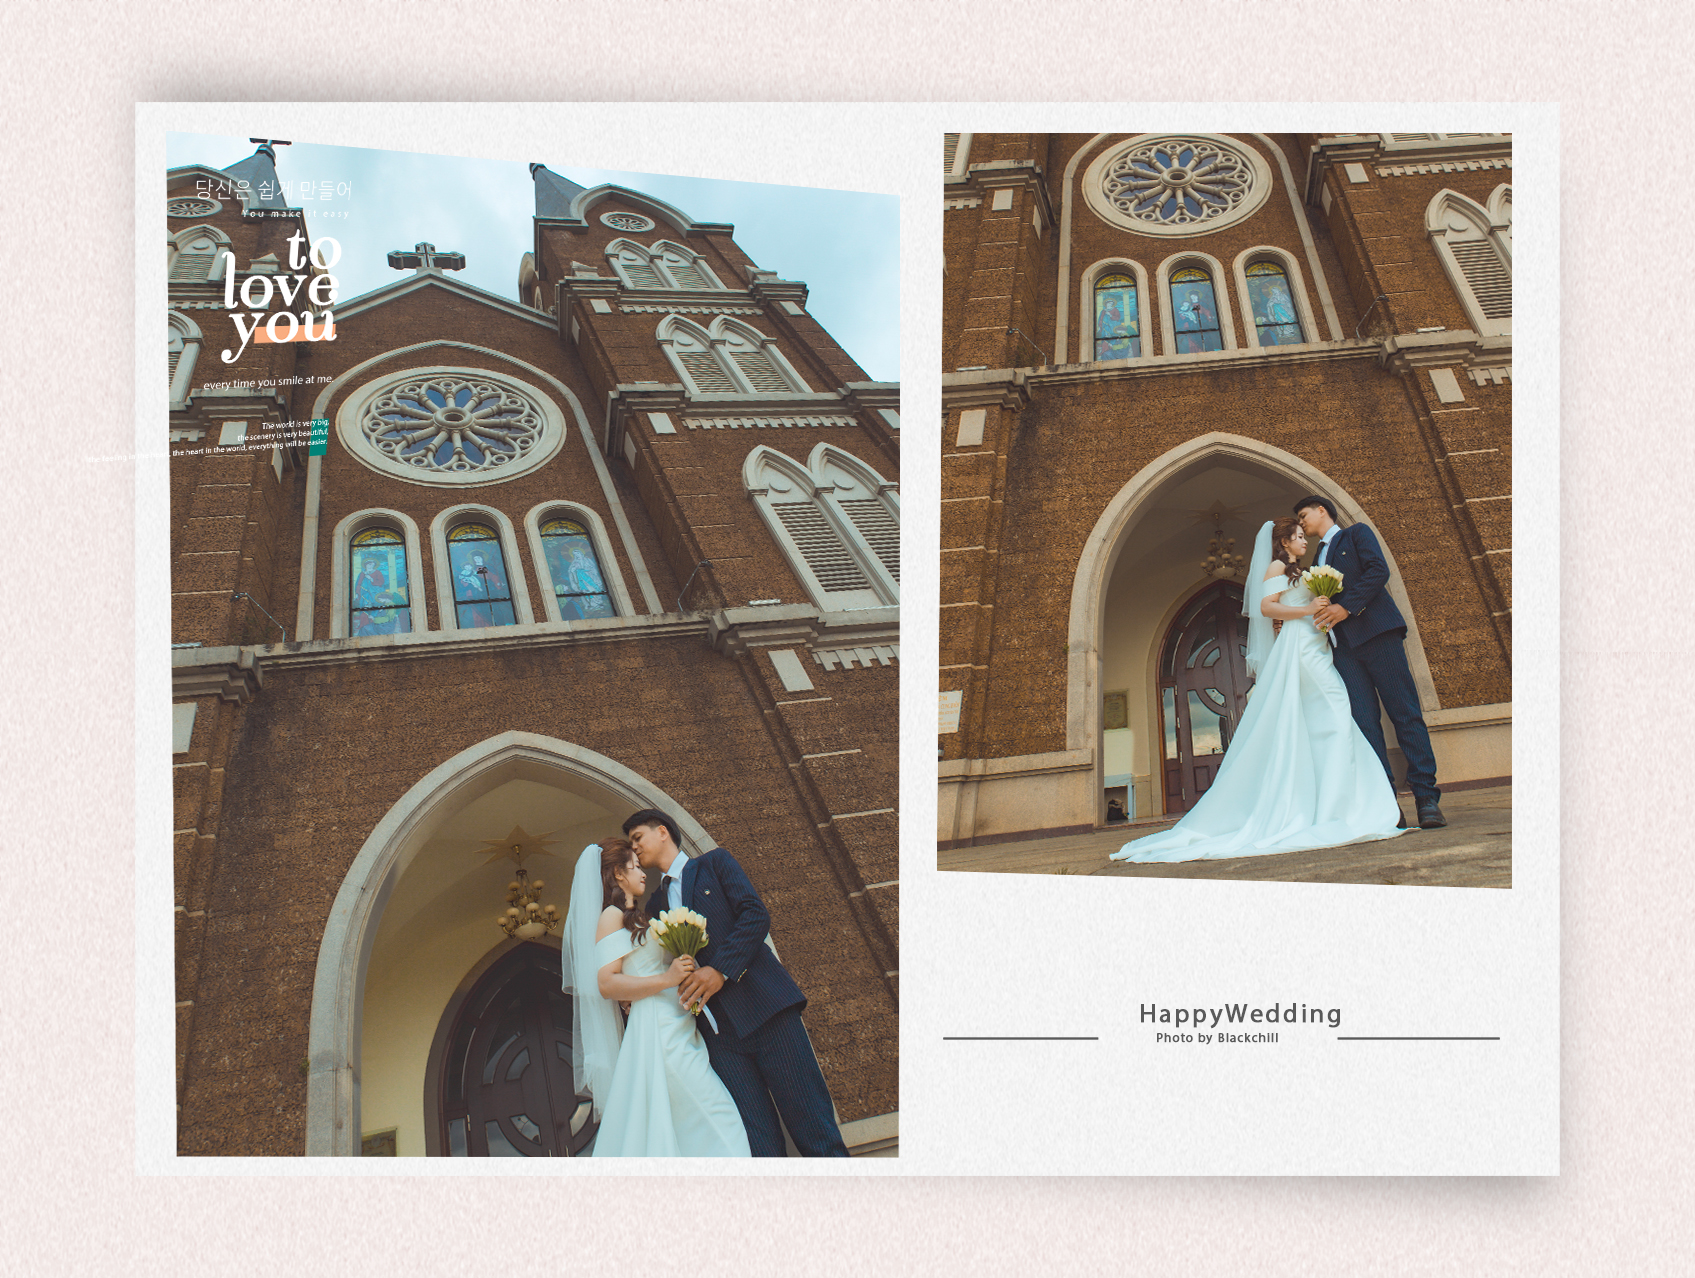 당신은 쉽게 만들어
You make it easy
to
love
you
every time you smile at me.
The world is very big,
the scenery is very beautiful,
the heart in the world, everything will be easier.
HappyWedding
Photo by Blackchill